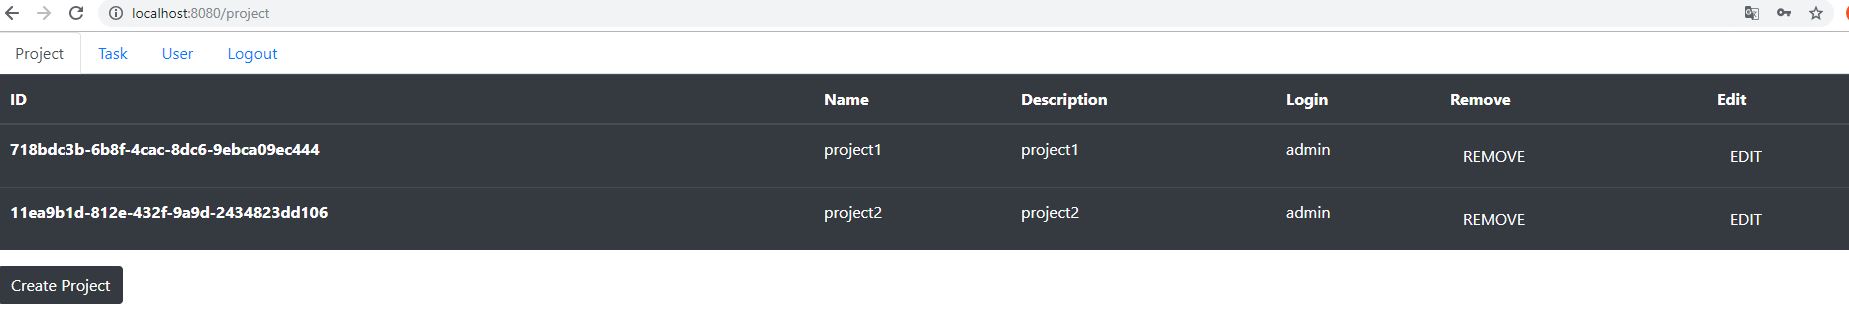 localhost:8080/project
Project Task User Logout
ID Name Description Login Remove Edit
718bdc3b-6b8f-4cac-8dc6-9ebca09ec444 project1 project1 admin REMOVE EDIT
11ea9b1d-812e-432f-9a9d-2434823dd106 project2 project2 admin REMOVE EDIT
Create Project